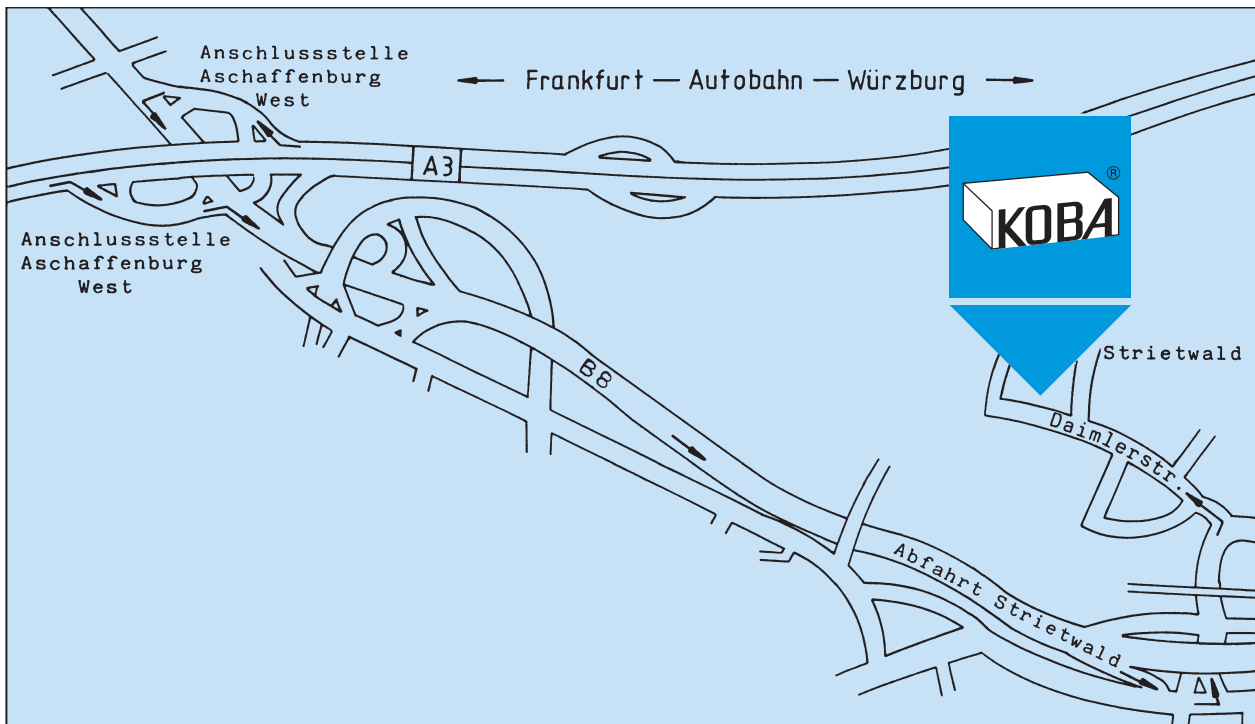 Anschlussstelle
Aschaffenburg
West
Frankfurt — Autobahn — Würzburg
A3
®
KOBA
Anschlussstelle
Aschaffenburg
West
Strietwald
B8
Daimlerstr.
Abfahrt Strietwald